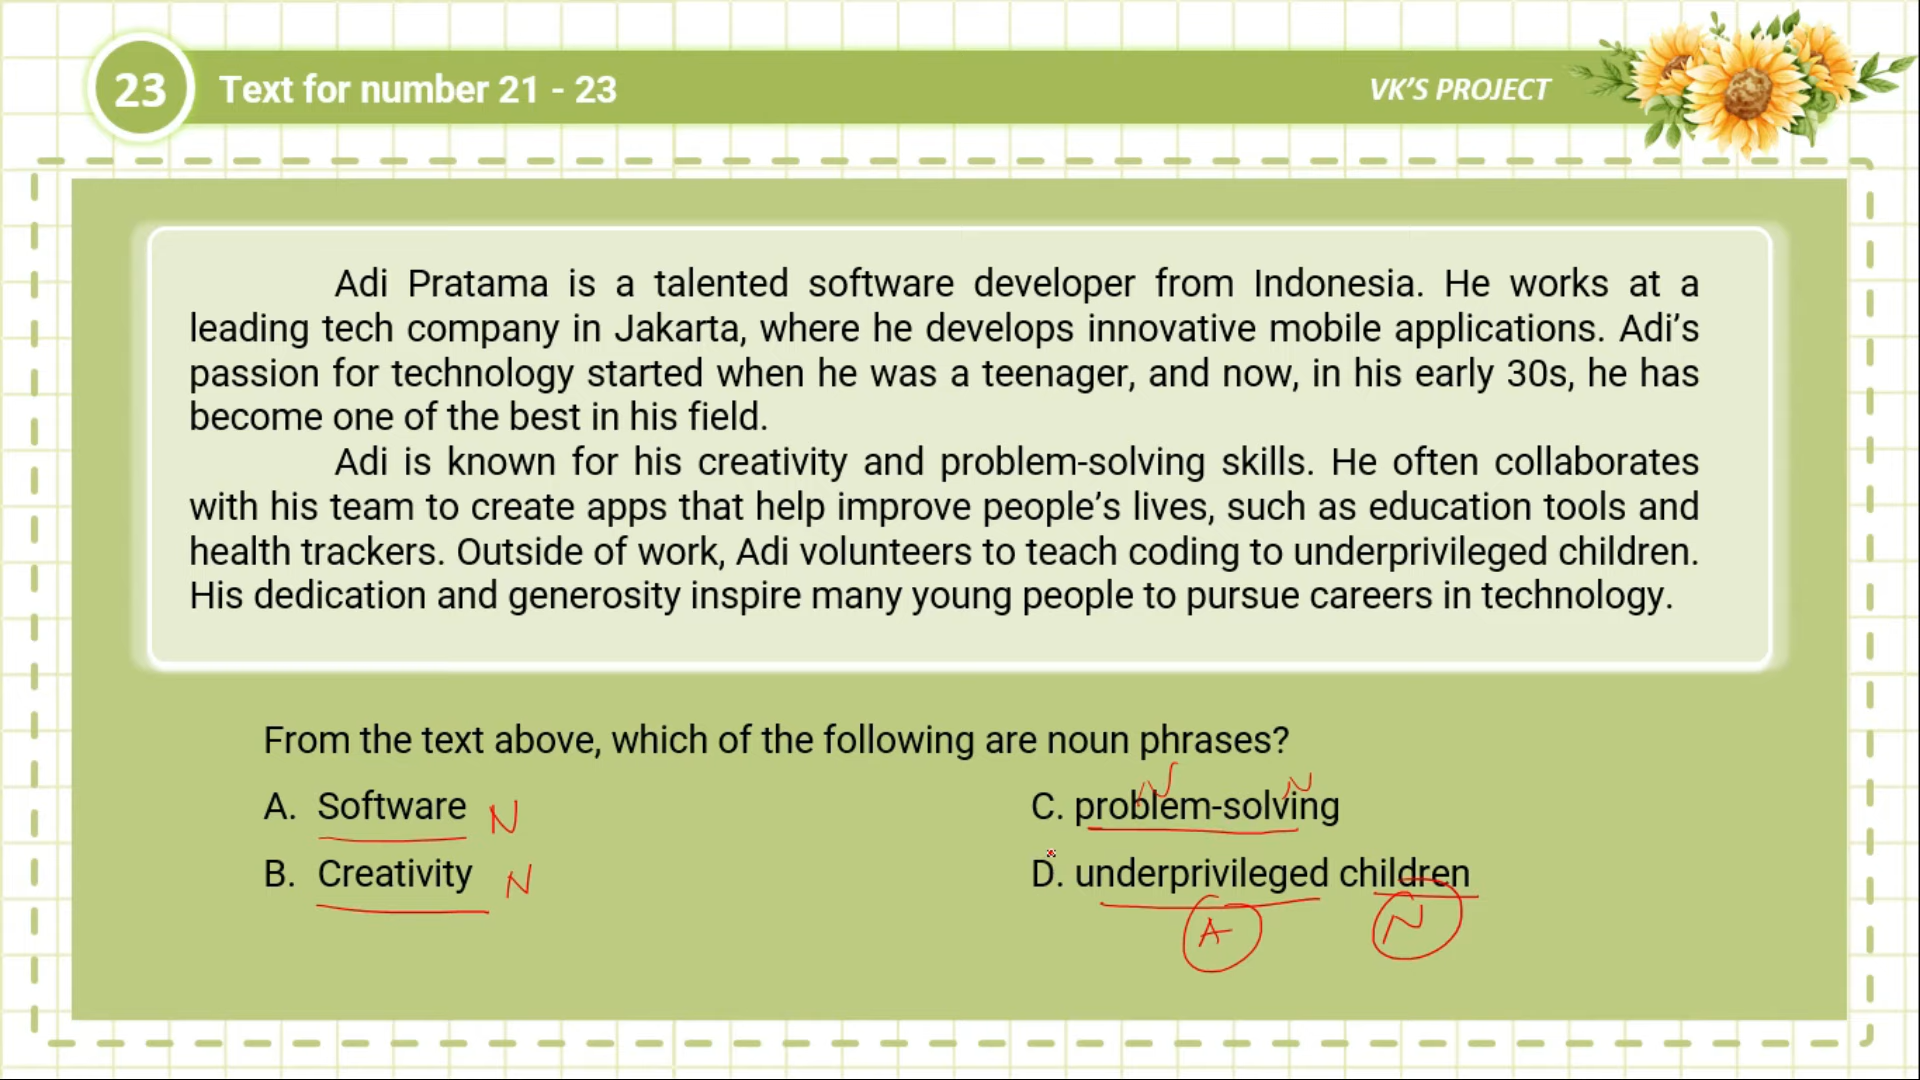 23 Text for number 21 - 23 VK'S PROJECT
Adi Pratama is a talented software developer from Indonesia. He works at a
leading tech company in Jakarta, where he develops innovative mobile applications. Adi's
passion for technology started when he was a teenager, and now, in his early 30s, he has
become one of the best in his field.
Adi is known for his creativity and problem-solving skills. He often collaborates
with his team to create apps that help improve people's lives, such as education tools and
health trackers. Outside of work, Adi volunteers to teach coding to underprivileged children.
His dedication and generosity inspire many young people to pursue careers in technology.
From the text above, which of the following are noun phrases?
N N
A. Software N C. problem-solving
B. Creativity N D. underprivileged children
A N